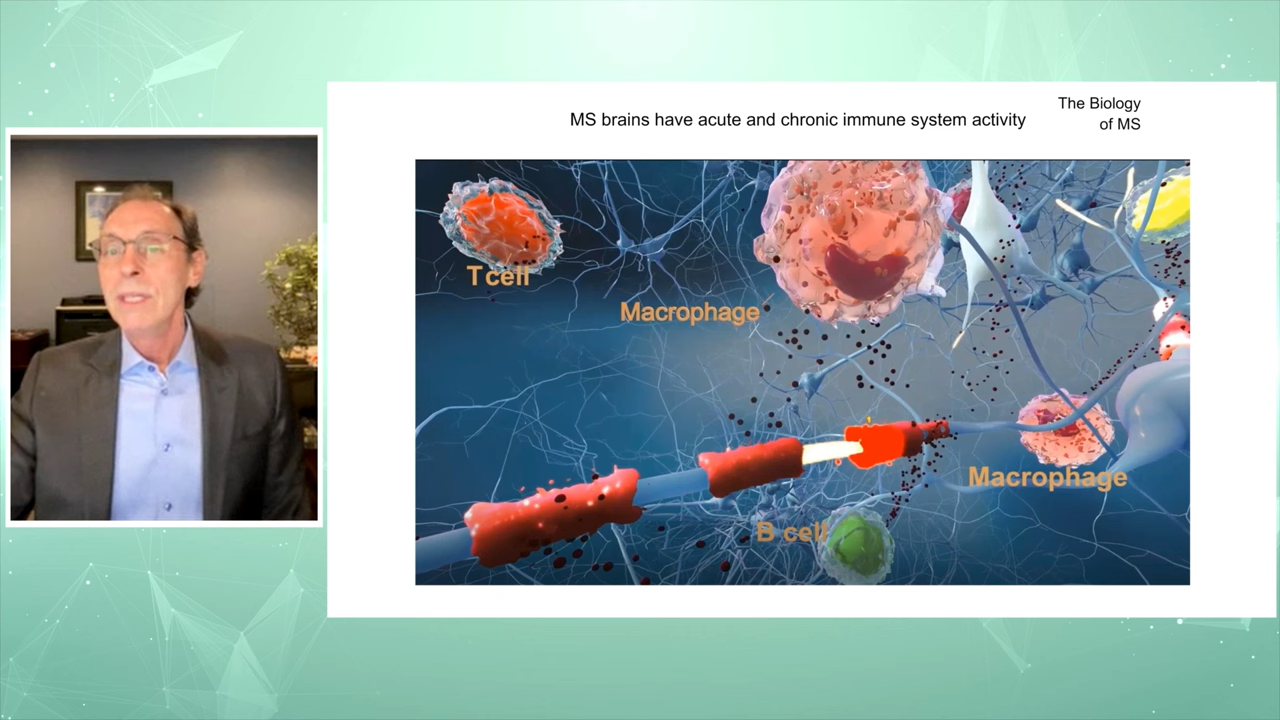 The Biology
of MS
MS brains have acute and chronic immune system activity
T cell
Macrophage
Macrophage
B cell